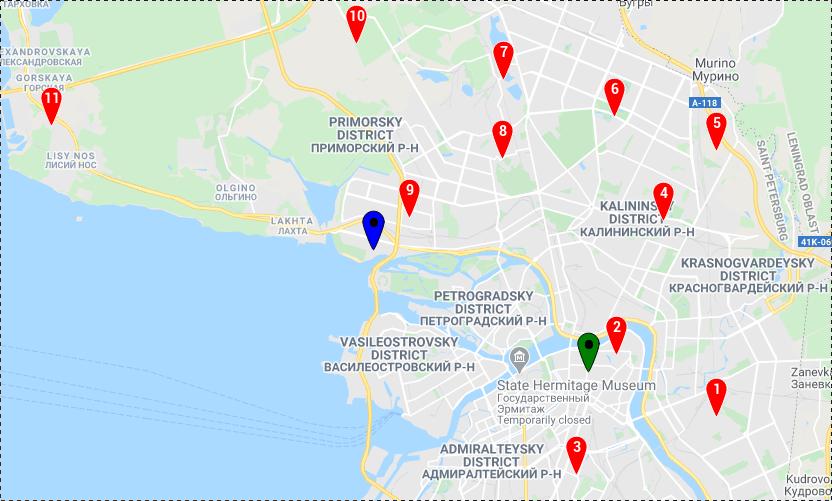 ТАРХОВКА
Бугры
10
7
EXANDROVSKAYA
ЛЕКСАНДРОВСКАЯ
GORSKAYA
ГОРСКАЯ
11
Murino
Мурино
6
A-118
5
PRIMORSKY
DISTRICT
ПРИМОРСКИЙ Р-Н
8
LISY NOS
ЛИСИЙ НОС
SAINT PETERSBURG
LENINGRAD OBLAST
OLGINO
ОЛЬГИНО
9
4
KALININS
DISTRICT
КАЛИНИНСКИЙ Р-Н
LAKHTA
ЛАХТА
41K-06
KRASNOGVARDEYSKY
DISTRICT
КРАСНОГВАРДЕЙСКИЙ Р-Н
PETROGRADSKY
DISTRICT
ПЕТРОГРАДСКИЙ Р-Н
2
VASILEOSTROVSKY
DISTRICT
ВАСИЛЕОСТРОВСКИЙ Р-Н
State Hermitage Museum
Государственный
Эрмитаж
Temporarily closed
Zanevk
Заневк
1
3
ADMIRALTEYSKY
DISTRICT
АДМИРАЛТЕЙСКИЙ Р-Н
Kudrovo
Кудрово